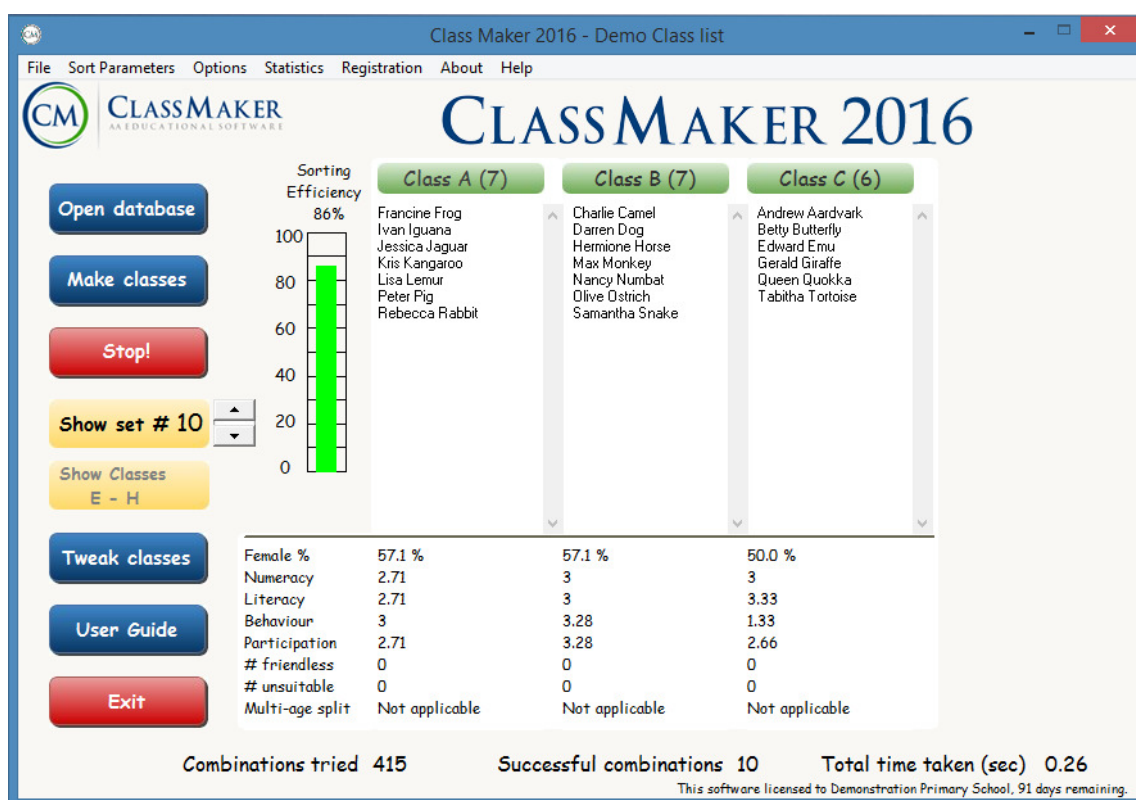 CM
Class Maker 2016 - Demo Class list
File Sort Parameters Options Statistics Registration About Help
CM CLASSMAKER
AAEDUCATIONAL SOFTWARE
CLASSMAKER 2016
Open database
Make classes
Stop!
Show set # 10
Show Classes
E - H
Tweak classes
User Guide
Exit
Sorting
Efficiency
86%
100
80
60
40
20
0
Class A (7)
Francine Frog
Ivan Iguana
Jessica Jaguar
Kris Kangaroo
Lisa Lemur
Peter Pig
Rebecca Rabbit
Class B (7)
Charlie Camel
Darren Dog
Hermione Horse
Max Monkey
Nancy Numbat
Olive Ostrich
Samantha Snake
Class C (6)
Andrew Aardvark
Betty Butterfly
Edward Emu
Gerald Giraffe
Queen Quokka
Tabitha Tortoise
Female % 57.1 % 57.1 % 50.0 %
Numeracy 2.71 3 3
Literacy 2.71 3 3.33
Behaviour 3 3.28 1.33
Participation 2.71 3.28 2.66
# friendless 0 0 0
# unsuitable 0 0 0
Multi-age split Not applicable Not applicable Not applicable
Combinations tried 415 Successful combinations 10 Total time taken (sec) 0.26
This software licensed to Demonstration Primary School, 91 days remaining.